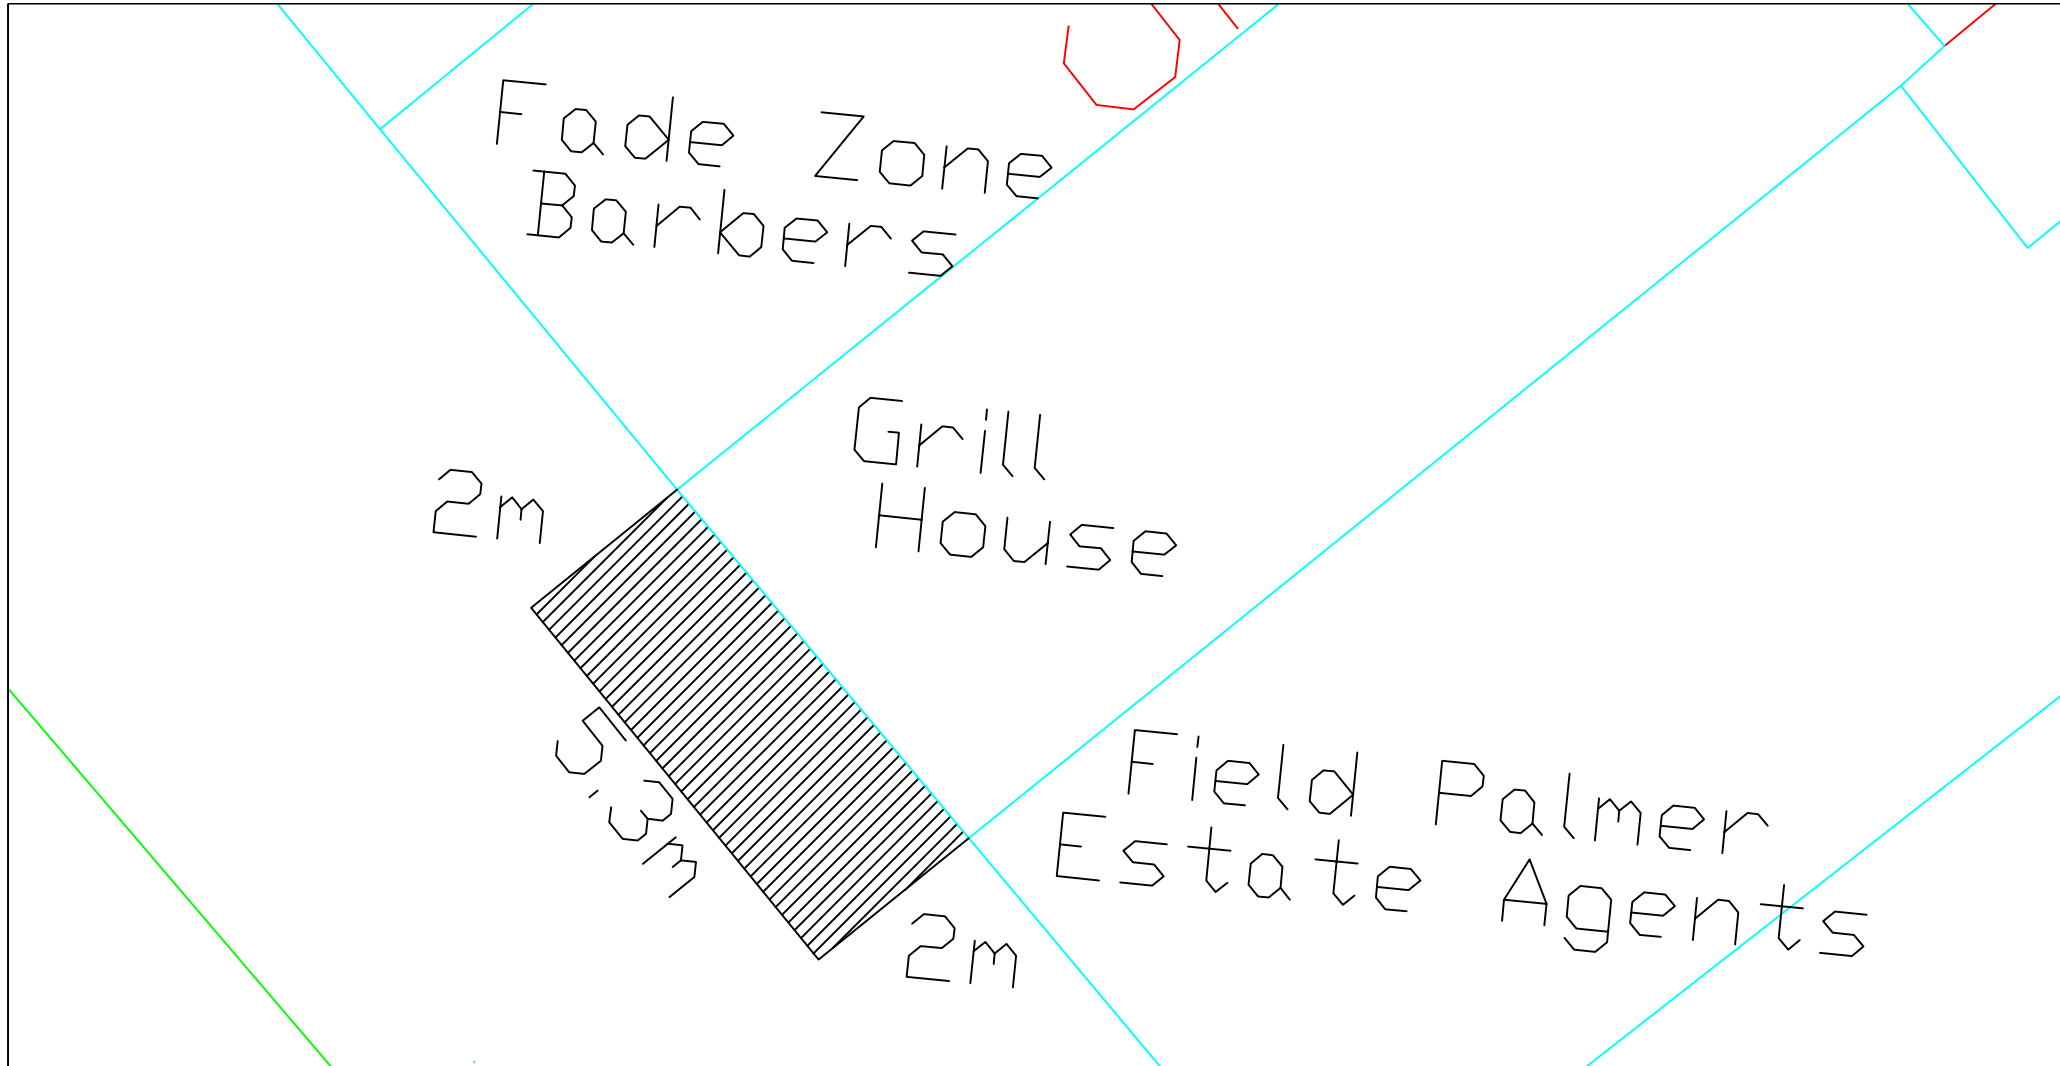 Fade Zone
Barbers
Grill
House
2m
5.3m
Field Palmer
Estate Agents
2m